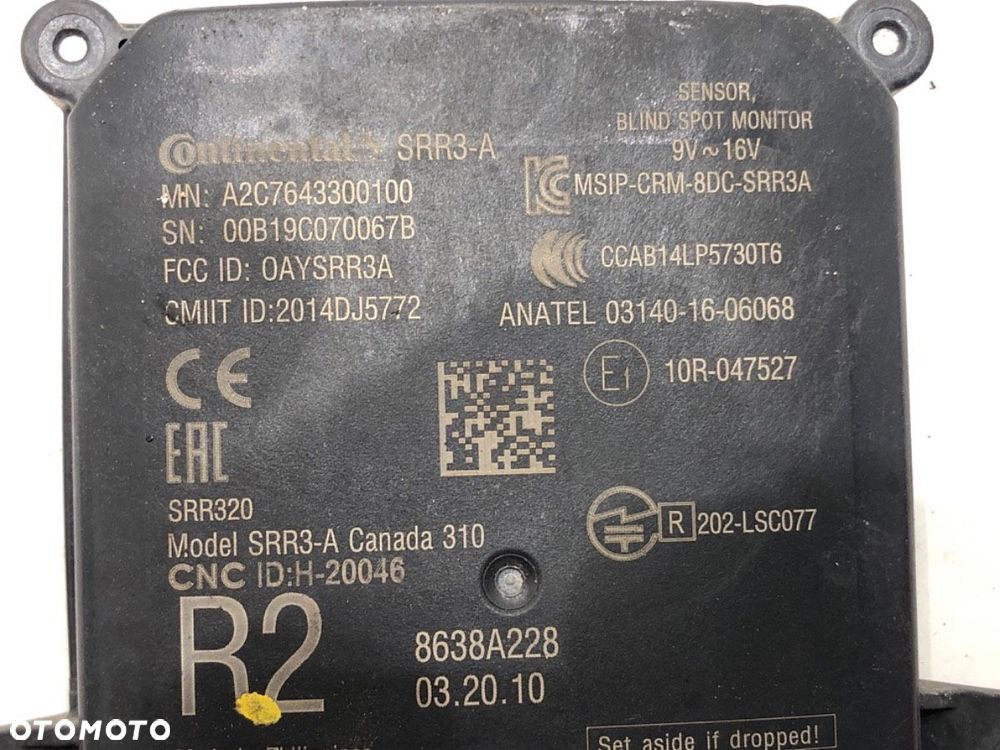 SENSOR,
BLIND SPOT MONITOR
9V~16V
Continental SRR3-A
MSIP-CRM-8DC-SRR3A
MN: A2C7643300100
SN: 00B19C070067B
FCC ID: OAYSRR3A
CCAB14LP5730T6
CMIIT ID:2014DJ5772
ANATEL 03140-16-06068
CE
E1 10R-047527
EAC
SRR320
R 202-LSC077
Model SRR3-A Canada 310
CNC ID:H-20046
R2
8638A228
03.20.10
Set aside if dropped!
OTOMOTO